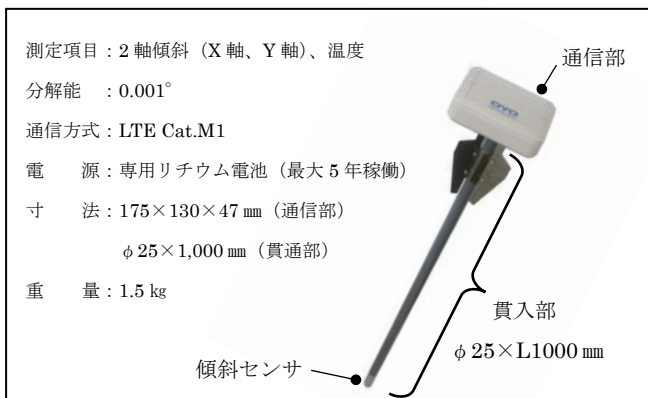 測定項目：2 軸傾斜（X 軸、Y 軸）、温度
分解能　：0.001°
通信方式：LTE Cat.M1
電　　源：専用リチウム電池（最大 5 年稼働）
寸　　法：175×130×47 ㎜（通信部）
φ25×1,000 ㎜（貫通部）
重　　量：1.5 ㎏
通信部
OYO
貫入部
φ25×L1000 ㎜
傾斜センサ